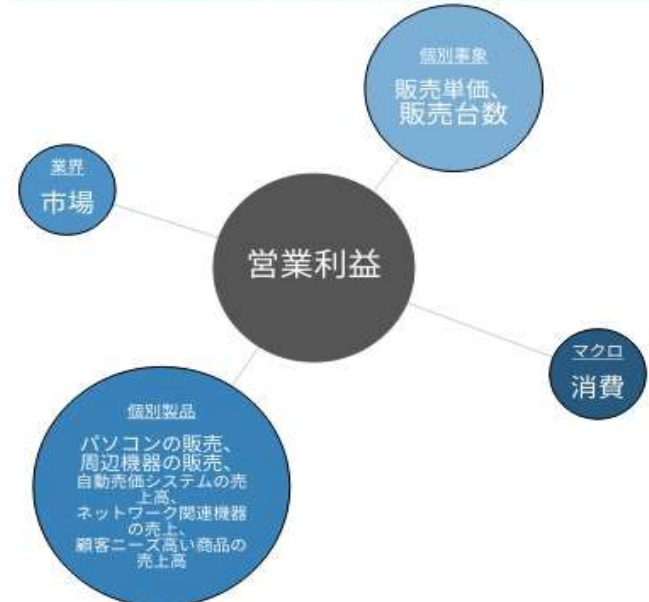 個別事象
販売単価、
販売台数
業界
市場
営業利益
マクロ
消費
個別製品
パソコンの販売、
周辺機器の販売、
自動売価システムの売
上高、
ネットワーク関連機器
の売上、
顧客ニーズ高い商品の
売上高